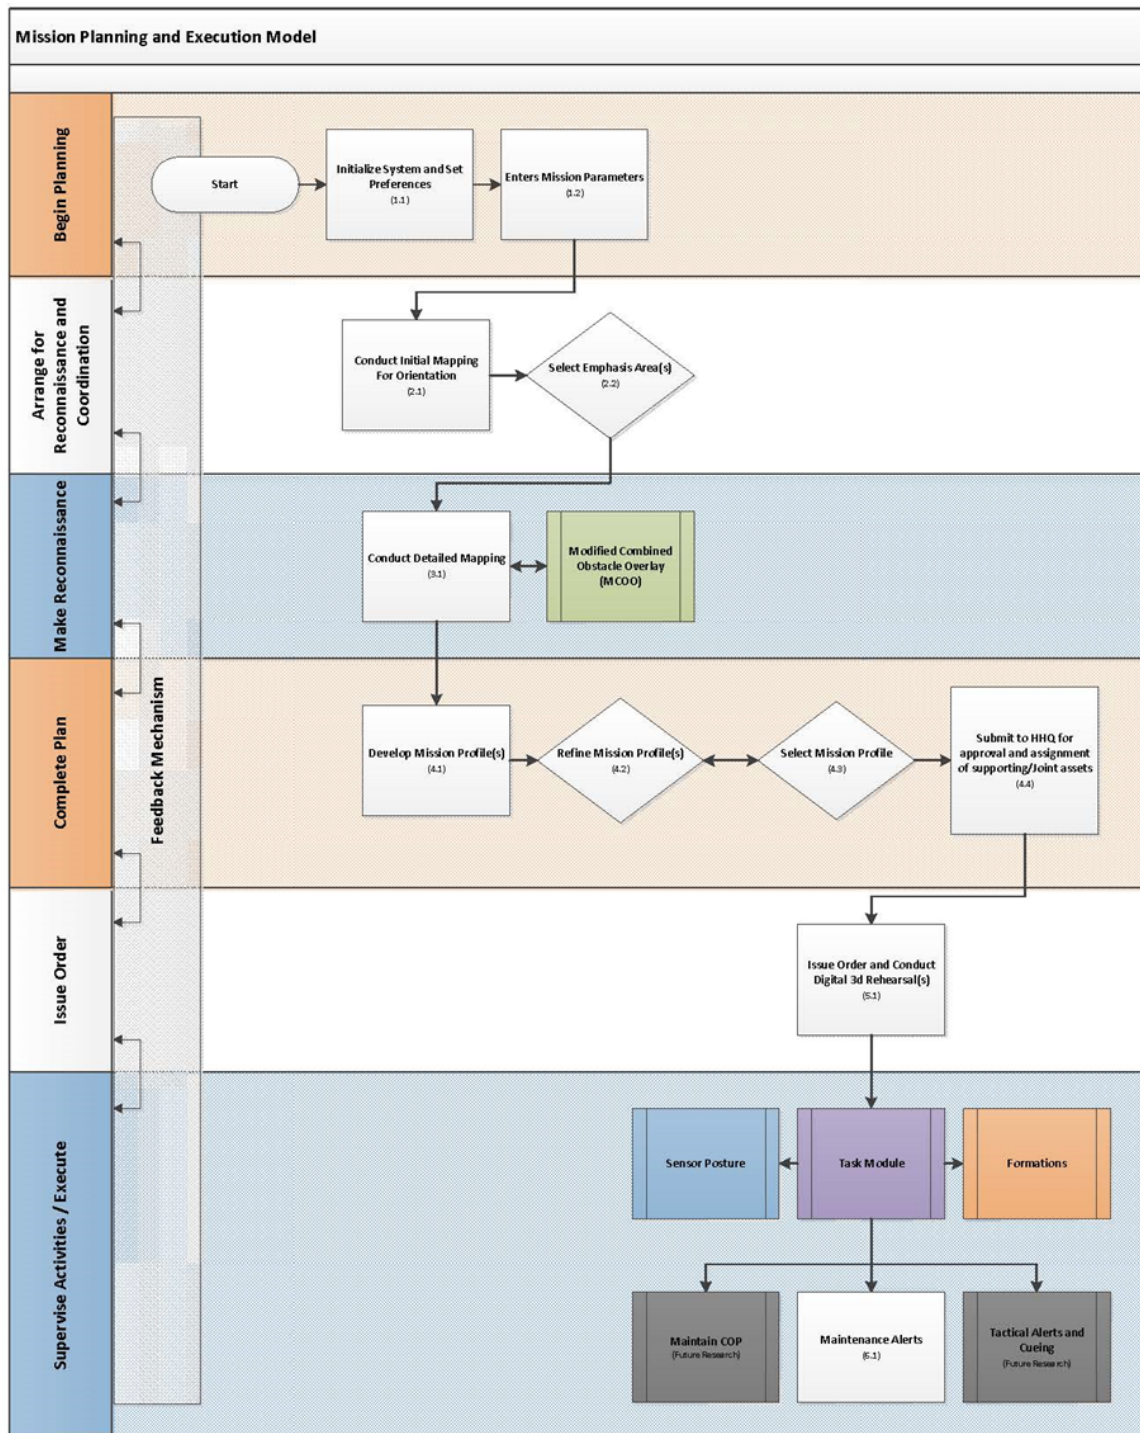 Mission Planning and Execution Model
Begin Planning
Start
Initialize System and Set
Preferences
(1.1)
Enters Mission Parameters
(1.2)
Arrange for
Reconnaissance and
Coordination
Conduct Initial Mapping
For Orientation
(2.1)
Select Emphasis Area(s)
(2.2)
Make Reconnaissance
Conduct Detailed Mapping
(3.1)
Modified Combined
Obstacle Overlay
(MCOO)
Feedback Mechanism
Complete Plan
Develop Mission Profile(s)
(4.1)
Refine Mission Profile(s)
(4.2)
Select Mission Profile
(4.3)
Submit to HHQ for
approval and assignment
of supporting/Joint assets
(4.4)
Issue Order
Issue Order and Conduct
Digital 3d Rehearsal(s)
(5.1)
Supervise Activities / Execute
Sensor Posture
Task Module
Formations
Maintain COP
(Future Research)
Maintenance Alerts
(6.1)
Tactical Alerts and
Cueing
(Future Research)